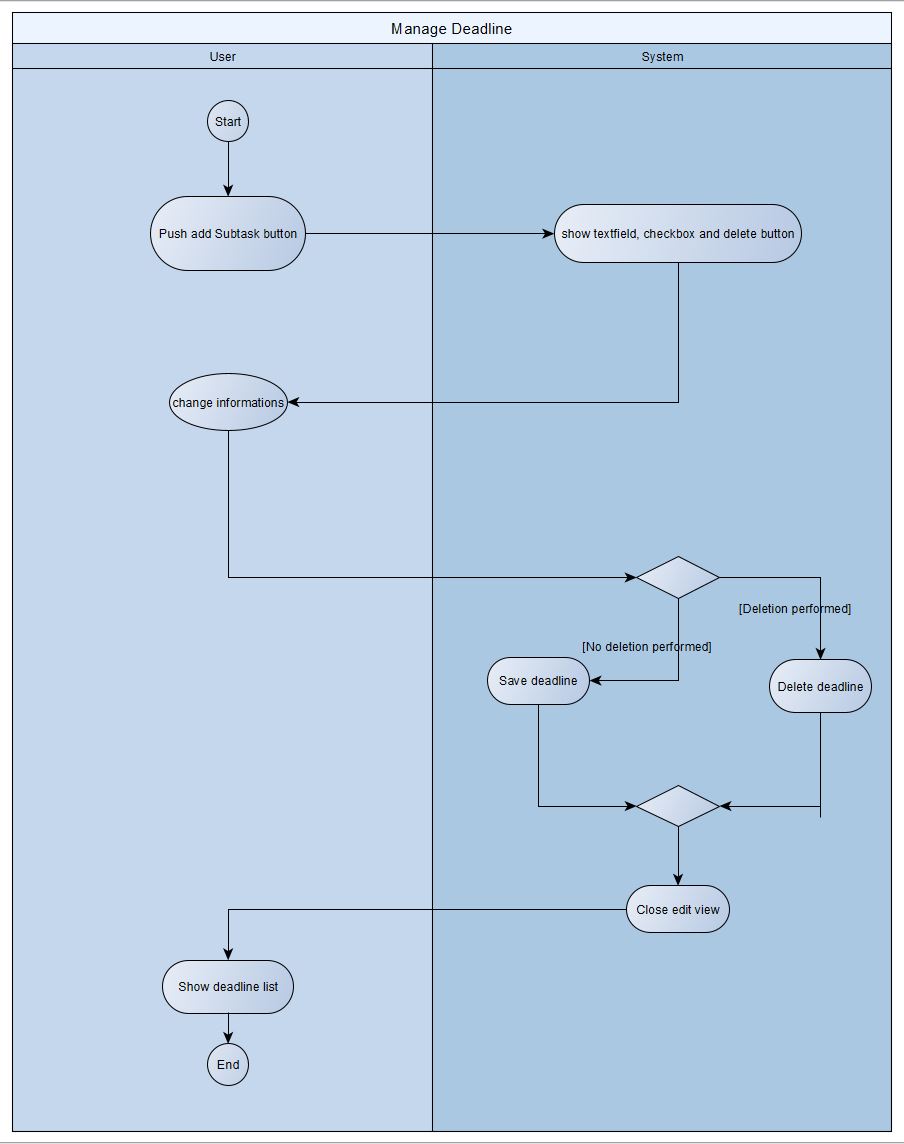 Manage Deadline
User
System
Start
Push add Subtask button
show textfield, checkbox and delete button
change informations
[Deletion performed]
[No deletion performed]
Save deadline
Delete deadline
Close edit view
Show deadline list
End